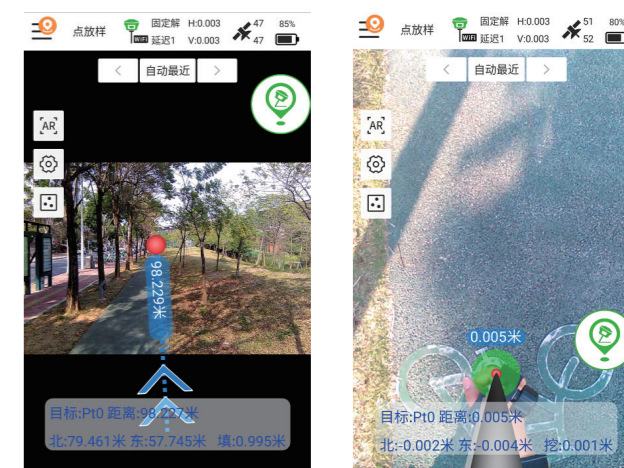 点放样
固定解 H:0.003
WIFI 延迟1 V:0.003
47
47
85%
< 自动最近 >
AR
98.229米
目标:Pt0 距离:98.227米
北:79.461米 东:57.745米 填:0.995米
点放样
固定解 H:0.003
WIFI 延迟1 V:0.003
51
52
80%
< 自动最近 >
AR
0.005米
目标:Pt0 距离:0.005米
北:-0.002米 东:-0.004米 挖:0.001米